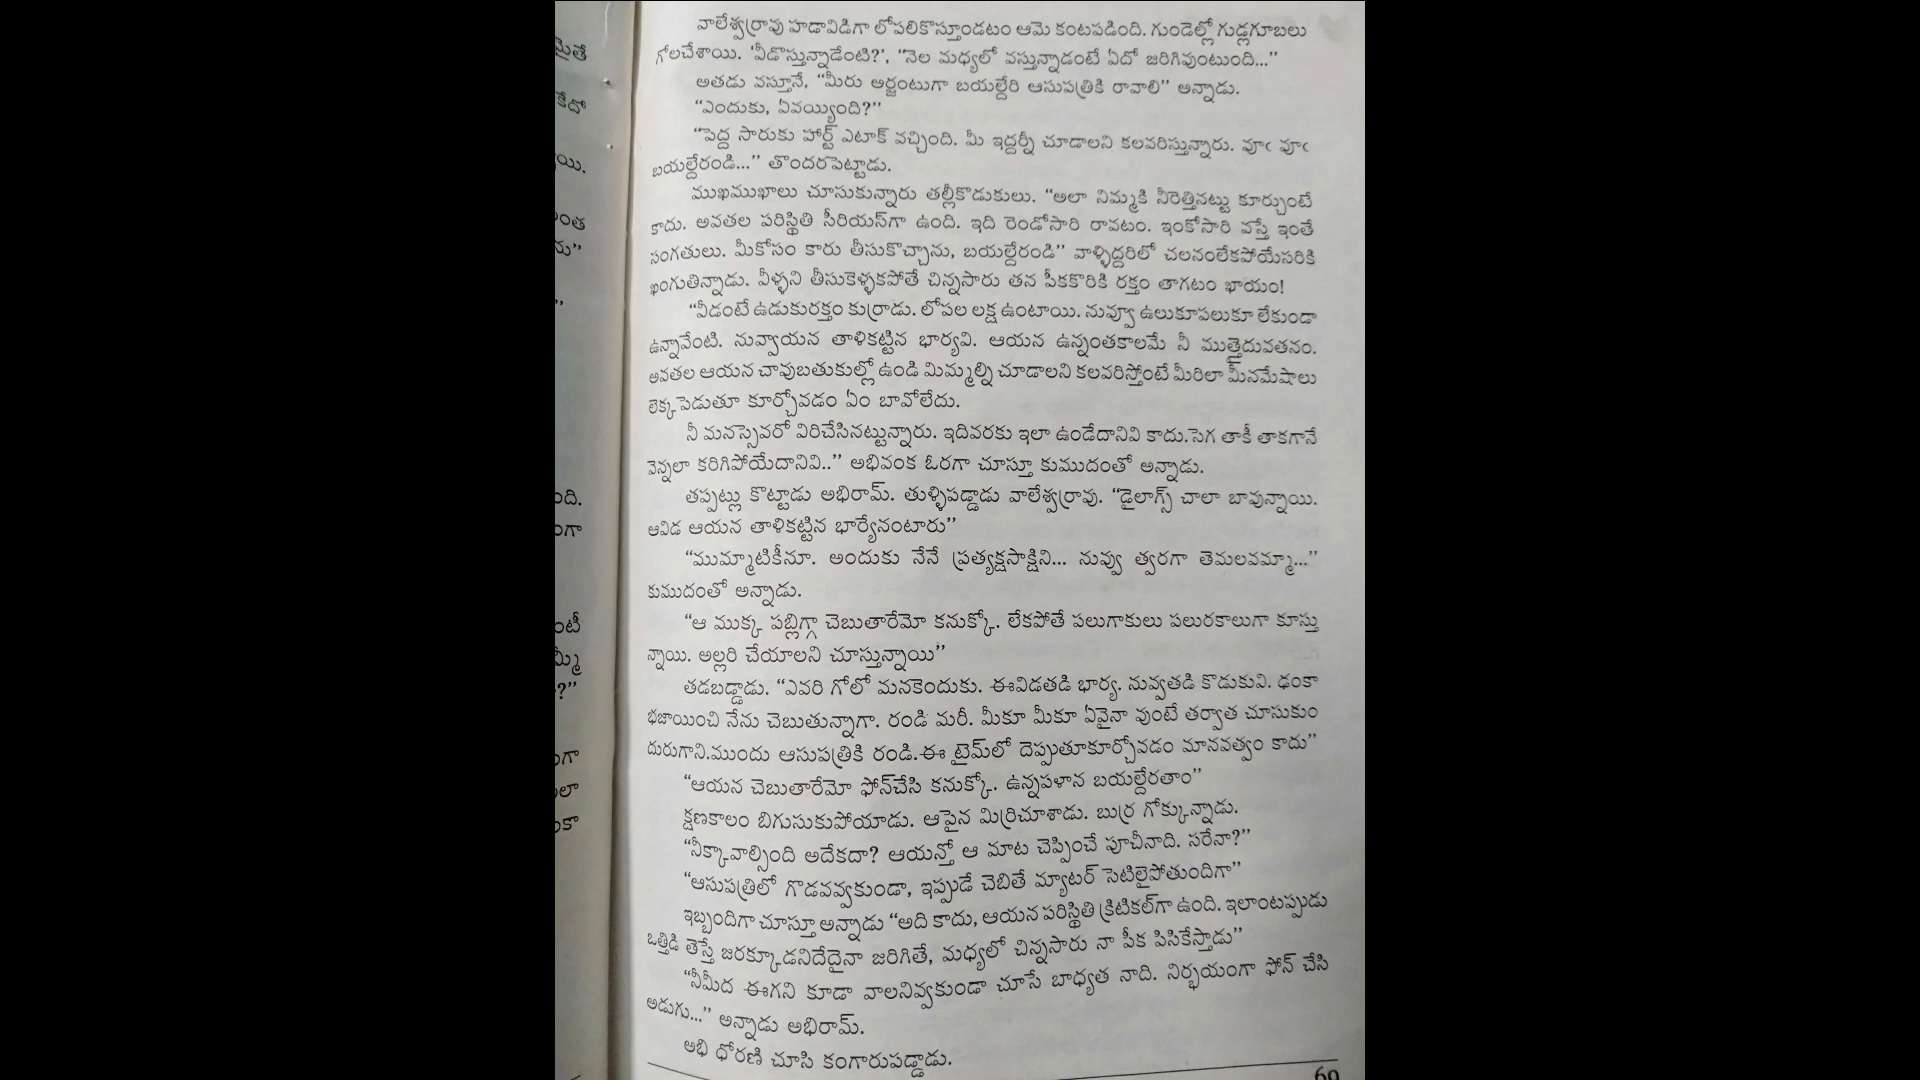 వాలేశ్వర్రావు హడావిడిగా లోపలికొస్తూండటం ఆమె కంటపడింది. గుండెల్లో గుడ్లగూబలు
గోలచేశాయి. ‘వీడొస్తున్నాడేంటి?’, “నెల మధ్యలో వస్తున్నాడంటే ఏదో జరిగివుంటుంది...”
అతడు వస్తూనే, “మీరు అర్జంటుగా బయల్దేరి ఆసుపత్రికి రావాలి” అన్నాడు.
“ఎందుకు, ఏవయ్యింది?”
“పెద్ద సారుకు హార్ట్ ఎటాక్ వచ్చింది. మీ ఇద్దర్నీ చూడాలని కలవరిస్తున్నారు. వూఁ వూఁ
బయల్దేరండి...” తొందరపెట్టాడు.
ముఖముఖాలు చూసుకున్నారు తల్లీకొడుకులు. “అలా నిమ్మకి నీరెత్తినట్టు కూర్చుంటే
కాదు. అవతల పరిస్థితి సీరియస్‌గా ఉంది. ఇది రెండోసారి రావటం. ఇంకోసారి వస్తే ఇంతే
సంగతులు. మీకోసం కారు తీసుకొచ్చాను, బయల్దేరండి” వాళ్ళిద్దరిలో చలనంలేకపోయేసరికి
ఖంగుతిన్నాడు. వీళ్ళని తీసుకెళ్ళకపోతే చిన్నసారు తన పీకకొరికి రక్తం తాగటం ఖాయం!
“వీడంటే ఉడుకురక్తం కుర్రాడు. లోపల లక్ష ఉంటాయి. నువ్వూ ఉలుకూపలుకూ లేకుండా
ఉన్నావేంటి. నువ్వాయన తాళికట్టిన భార్యవి. ఆయన ఉన్నంతకాలమే నీ ముత్తైదువతనం.
అవతల ఆయన చావుబతుకుల్లో ఉండి మిమ్మల్ని చూడాలని కలవరిస్తోంటే మీరిలా మీనమేషాలు
లెక్కపెడుతూ కూర్చోవడం ఏం బావోలేదు.
నీ మనస్సెవరో విరిచేసినట్టున్నారు. ఇదివరకు ఇలా ఉండేదానివి కాదు.సెగ తాకీ తాకగానే
వెన్నలా కరిగిపోయేదానివి..” అభివంక ఓరగా చూస్తూ కుముదంతో అన్నాడు.
తప్పట్లు కొట్టాడు అభిరామ్. తుళ్ళిపడ్డాడు వాలేశ్వర్రావు. “డైలాగ్స్ చాలా బావున్నాయి.
ఆవిడ ఆయన తాళికట్టిన భార్యేనంటారు”
“ముమ్మాటికీనూ. అందుకు నేనే ప్రత్యక్షసాక్షిని... నువ్వు త్వరగా తెమలవమ్మా...”
కుముదంతో అన్నాడు.
“ఆ ముక్క పబ్లిగ్గా చెబుతారేమో కనుక్కో. లేకపోతే పలుగాకులు పలురకాలుగా కూస్తు
న్నాయి. అల్లరి చేయాలని చూస్తున్నాయి”
తడబడ్డాడు. “ఎవరి గోలో మనకెందుకు. ఈవిడతడి భార్య. నువ్వతడి కొడుకువి. ఢంకా
భజాయించి నేను చెబుతున్నాగా. రండి మరీ. మీకూ మీకూ ఏవైనా వుంటే తర్వాత చూసుకుం
దురుగాని.ముందు ఆసుపత్రికి రండి.ఈ టైమ్‌లో దెప్పుతూకూర్చోవడం మానవత్వం కాదు”
“ఆయన చెబుతారేమో ఫోన్‌చేసి కనుక్కో. ఉన్నపళాన బయల్దేరతాం”
క్షణకాలం బిగుసుకుపోయాడు. ఆపైన మిర్రిచూశాడు. బుర్ర గోక్కున్నాడు.
“నీక్కావాల్సింది అదేకదా? ఆయన్తో ఆ మాట చెప్పించే పూచీనాది. సరేనా?”
“ఆసుపత్రిలో గొడవవ్వకుండా, ఇప్పుడే చెబితే మ్యాటర్ సెటిలైపోతుందిగా”
ఇబ్బందిగా చూస్తూ అన్నాడు “అది కాదు, ఆయన పరిస్థితి క్రిటికల్‌గా ఉంది. ఇలాంటప్పుడు
ఒత్తిడి తెస్తే జరక్కూడనిదేదైనా జరిగితే, మధ్యలో చిన్నసారు నా పీక పిసికేస్తాడు”
“నీమీద ఈగని కూడా వాలనివ్వకుండా చూసే బాధ్యత నాది. నిర్భయంగా ఫోన్ చేసి
అడుగు...” అన్నాడు అభిరామ్.
అభి ధోరణి చూసి కంగారుపడ్డాడు.